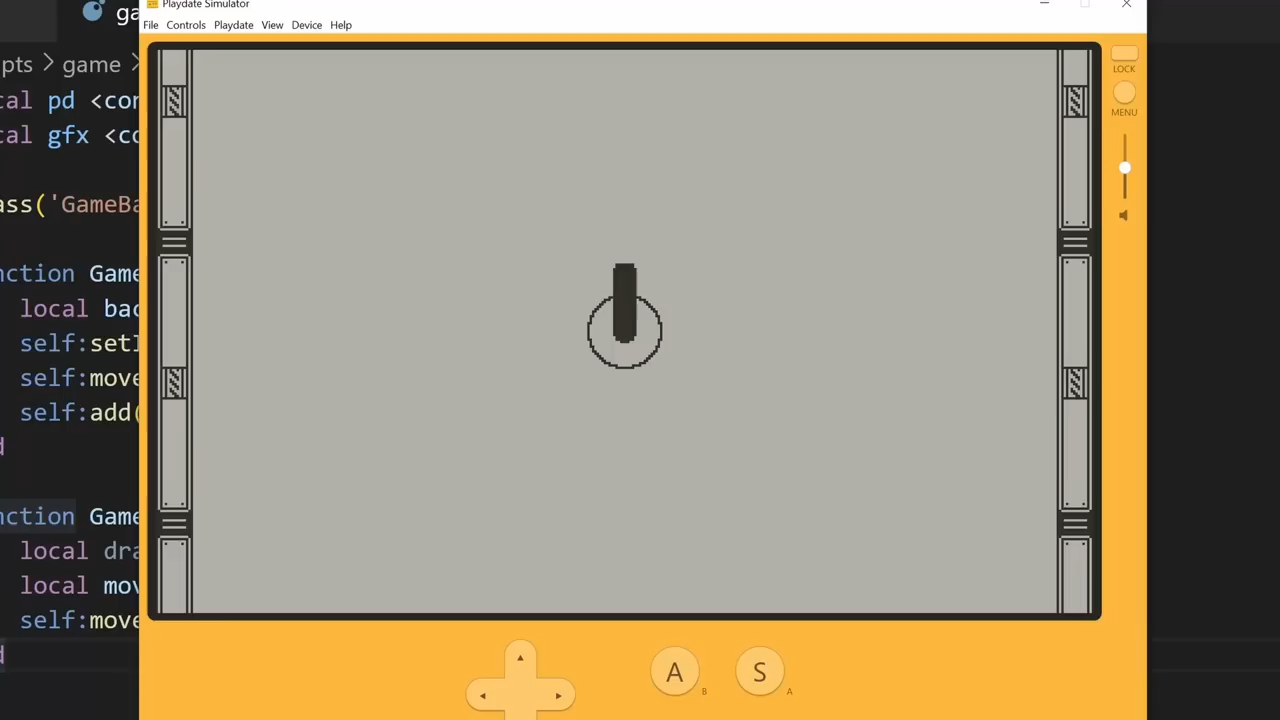 Playdate Simulator
File Controls Playdate View Device Help
LOCK
MENU
A B S A
ga
pts > game >
cal pd <con
cal gfx <co
ass('GameBa
nction Game
local bac
self:setI
self:move
self:add(
d
nction Game
local dra
local mov
self:move
d